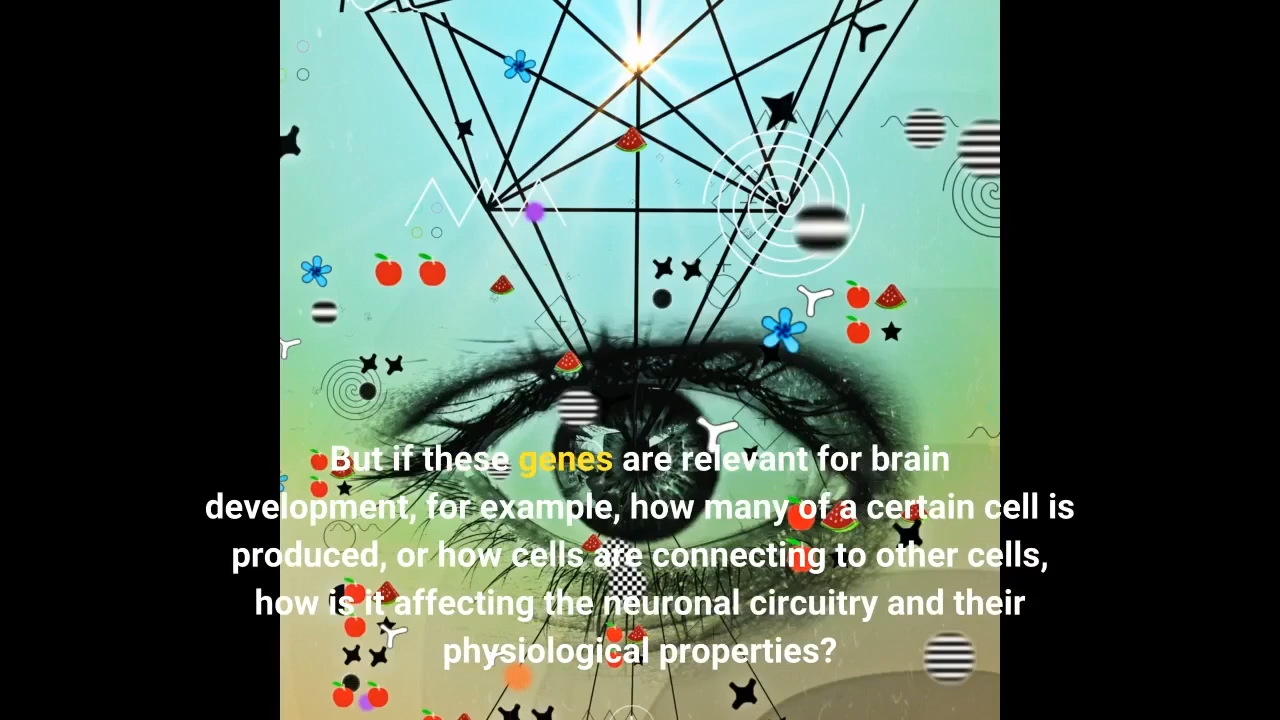 But if these genes are relevant for brain
development, for example, how many of a certain cell is
produced, or how cells are connecting to other cells,
how is it affecting the neuronal circuitry and their
physiological properties?